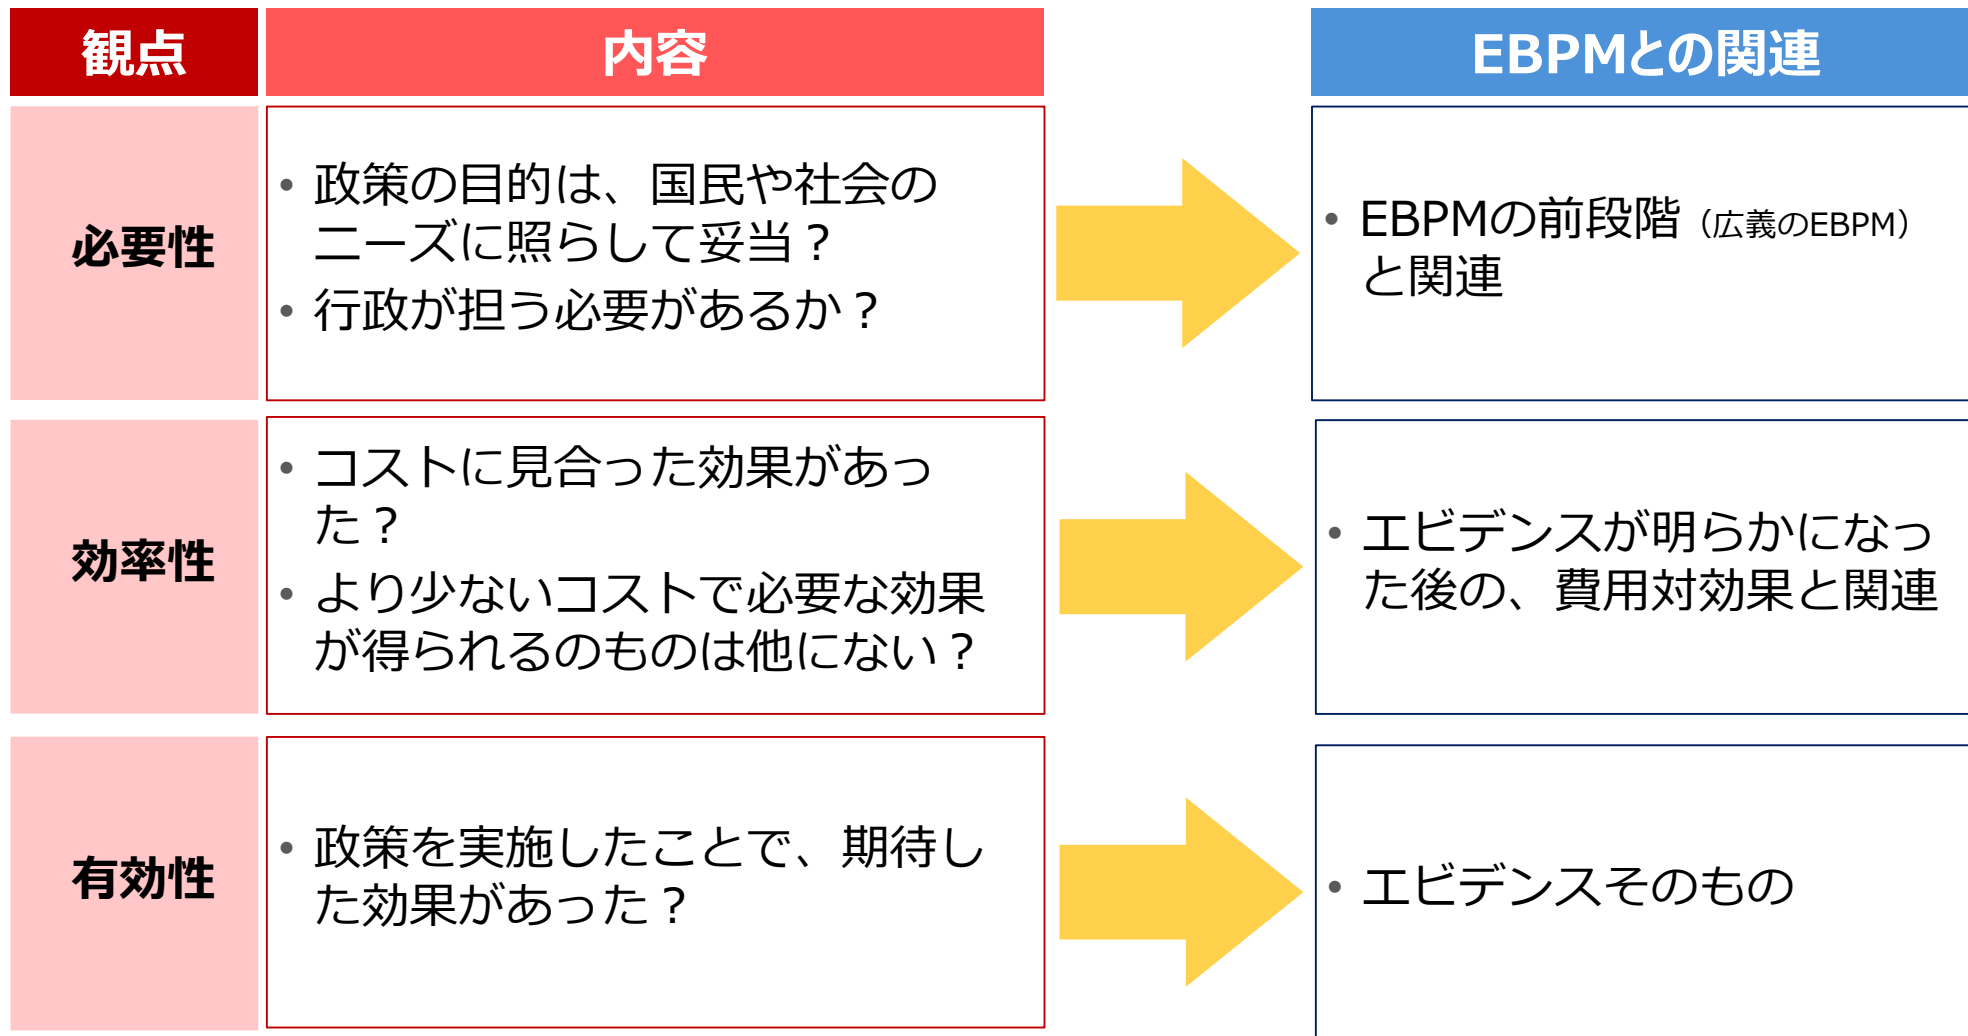 観点
内容
EBPMとの関連
必要性
• 政策の目的は、国民や社会の
ニーズに照らして妥当？
• 行政が担う必要があるか？
• EBPMの前段階（広義のEBPM）
と関連
効率性
• コストに見合った効果があっ
た？
• より少ないコストで必要な効果
が得られるのものは他にない？
• エビデンスが明らかになっ
た後の、費用対効果と関連
有効性
• 政策を実施したことで、期待し
た効果があった？
• エビデンスそのもの